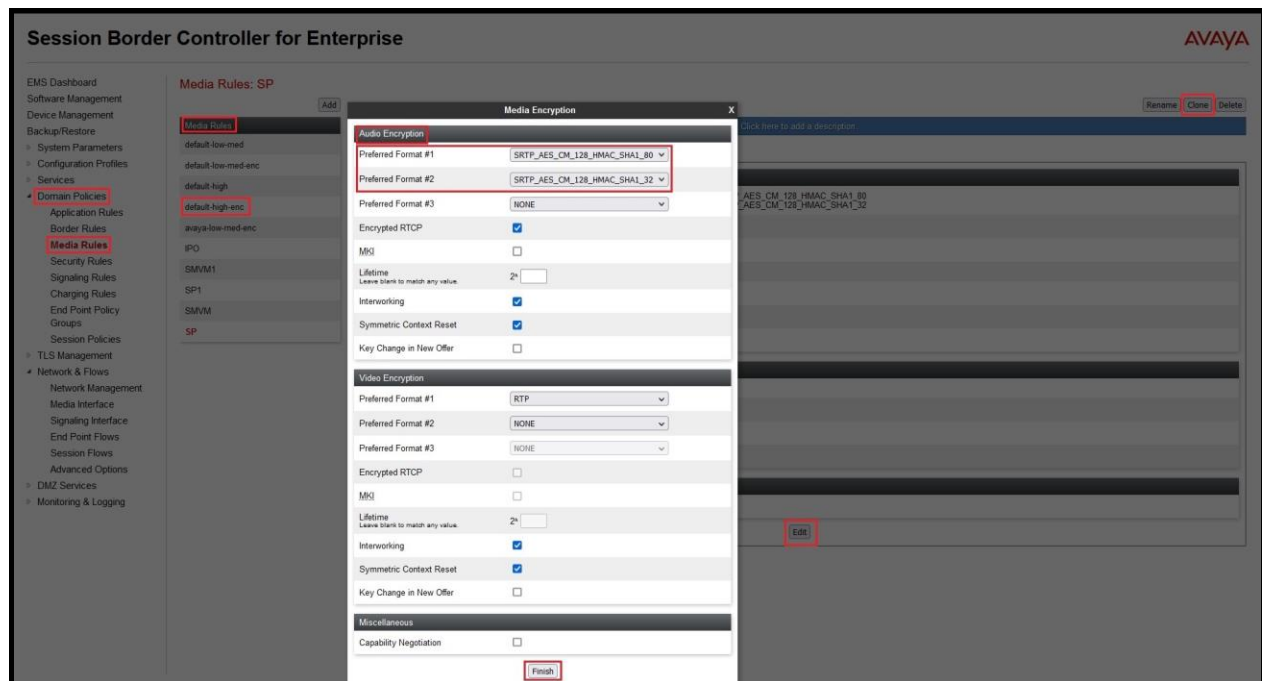 Session Border Controller for Enterprise
AVAYA
EMS Dashboard
Software Management
Device Management
Backup/Restore
System Parameters
Configuration Profiles
Services
Domain Policies
Application Rules
Border Rules
Media Rules
Security Rules
Signaling Rules
Charging Rules
End Point Policy
Groups
Session Policies
TLS Management
Network & Flows
Network Management
Media Interface
Signaling Interface
End Point Flows
Session Flows
Advanced Options
DMZ Services
Monitoring & Logging
Media Rules: SP
Add
Rename Clone Delete
Media Rules
default-low-med
default-low-med-enc
default-high
default-high-enc
avaya-low-med-enc
IPO
SMVM1
SP1
SMVM
SP
Click here to add a description.
Media Encryption X
Audio Encryption
Preferred Format #1 SRTP_AES_CM_128_HMAC_SHA1_80
Preferred Format #2 SRTP_AES_CM_128_HMAC_SHA1_32
Preferred Format #3 NONE
Encrypted RTCP
MKI
Lifetime
Leave blank to match any value. 2^
Interworking
Symmetric Context Reset
Key Change in New Offer
Video Encryption
Preferred Format #1 RTP
Preferred Format #2 NONE
Preferred Format #3 NONE
Encrypted RTCP
MKI
Lifetime
Leave blank to match any value. 2^
Interworking
Symmetric Context Reset
Key Change in New Offer
Miscellaneous
Capability Negotiation
Finish
_AES_CM_128_HMAC_SHA1_80
_AES_CM_128_HMAC_SHA1_32
Edit